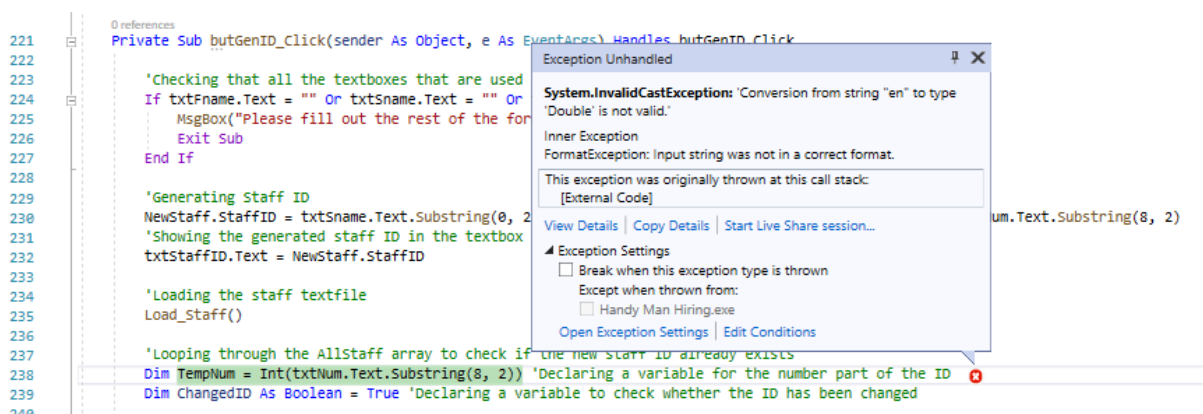 0 references
221 Private Sub butGenID_Click(sender As Object, e As EventArgs) Handles butGenID.Click
222
223 'Checking that all the textboxes that are used
224 If txtFname.Text = "" Or txtSname.Text = "" Or
225 MsgBox("Please fill out the rest of the for
226 Exit Sub
227 End If
228
229 'Generating Staff ID
230 NewStaff.StaffID = txtSname.Text.Substring(0, 2 um.Text.Substring(8, 2)
231 'Showing the generated staff ID in the textbox
232 txtStaffID.Text = NewStaff.StaffID
233
234 'Loading the staff textfile
235 Load_Staff()
236
237 'Looping through the AllStaff array to check if the new staff ID already exists
238 Dim TempNum = Int(txtNum.Text.Substring(8, 2)) 'Declaring a variable for the number part of the ID
239 Dim ChangedID As Boolean = True 'Declaring a variable to check whether the ID has been changed
240
Exception Unhandled
System.InvalidCastException: 'Conversion from string "en" to type
'Double' is not valid.'
Inner Exception
FormatException: Input string was not in a correct format.
This exception was originally thrown at this call stack:
[External Code]
View Details | Copy Details | Start Live Share session...
Exception Settings
Break when this exception type is thrown
Except when thrown from:
Handy Man Hiring.exe
Open Exception Settings | Edit Conditions